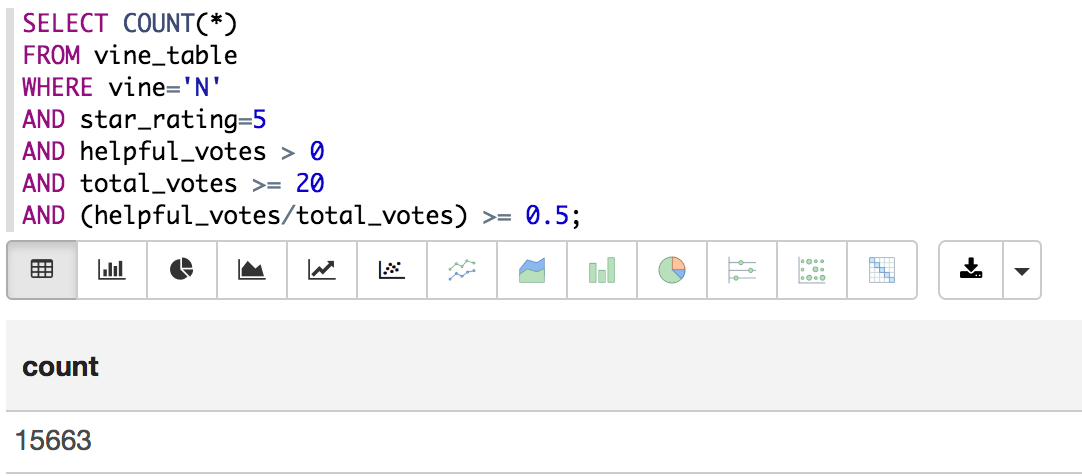 SELECT COUNT(*)
FROM vine_table
WHERE vine='N'
AND star_rating=5
AND helpful_votes > 0
AND total_votes >= 20
AND (helpful_votes/total_votes) >= 0.5;
count
15663